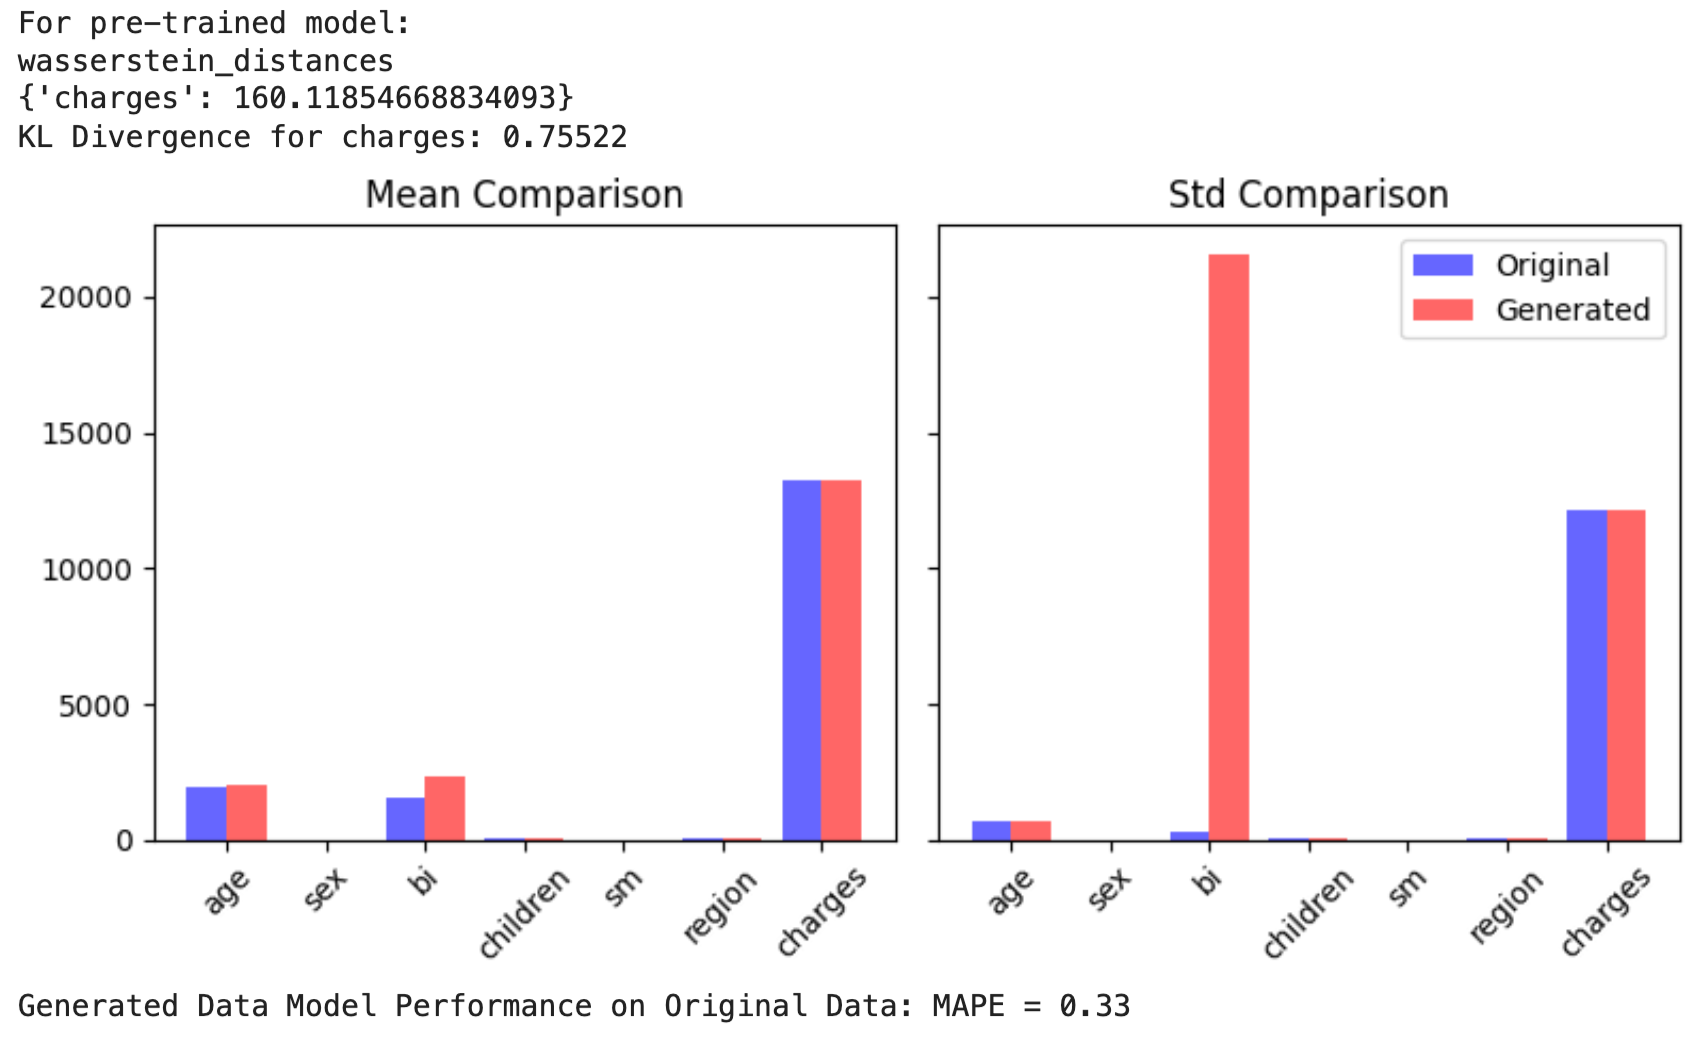 For pre-trained model:
wasserstein_distances
{'charges': 160.11854668834093}
KL Divergence for charges: 0.75522
Mean Comparison
Std Comparison
20000
15000
10000
5000
0
Original
Generated
age
sex
bi
children
sm
region
charges
age
sex
bi
children
sm
region
charges
Generated Data Model Performance on Original Data: MAPE = 0.33